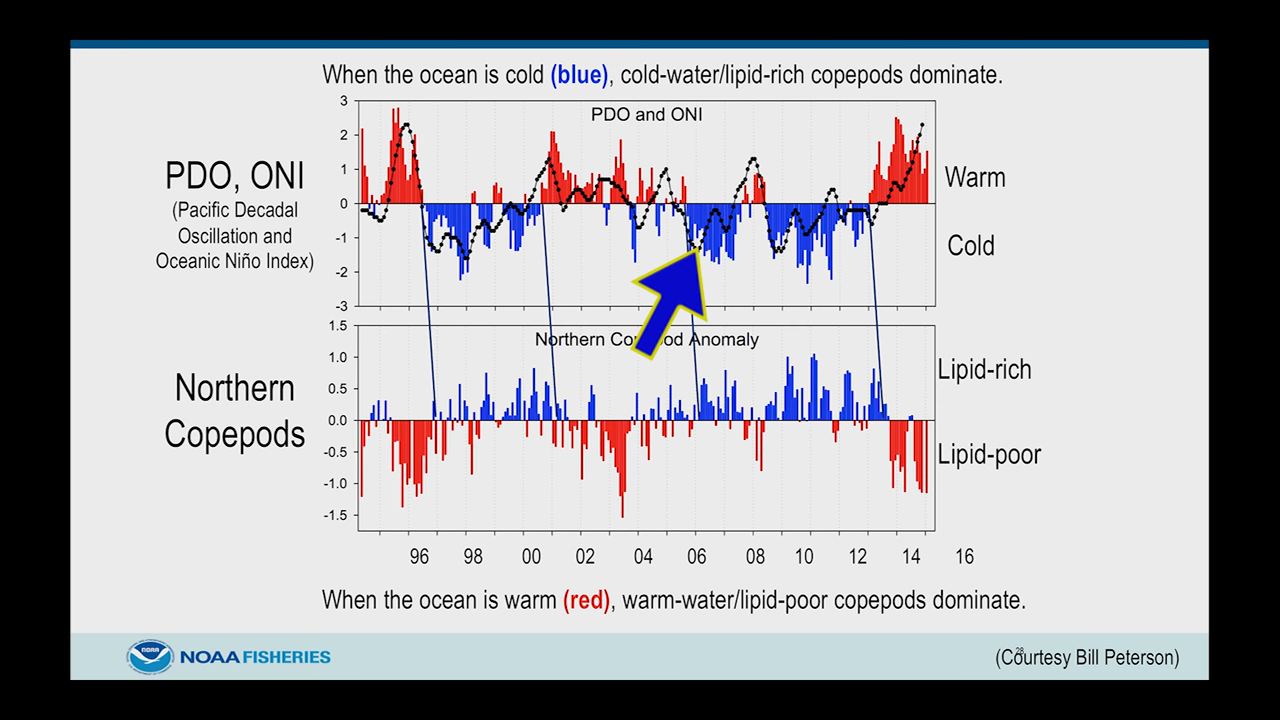 When the ocean is cold (blue), cold-water/lipid-rich copepods dominate.
PDO and ONI
3
2
1
0
-1
-2
-3
PDO, ONI
(Pacific Decadal
Oscillation and
Oceanic Niño Index)
Warm
Cold
Northern Anomaly
1.5
1.0
0.5
0.0
-0.5
-1.0
-1.5
Northern
Copepods
Lipid-rich
Lipid-poor
96 98 00 02 04 06 08 10 12 14 16
When the ocean is warm (red), warm-water/lipid-poor copepods dominate.
NOAA
NOAA FISHERIES
(Courtesy Bill Peterson)